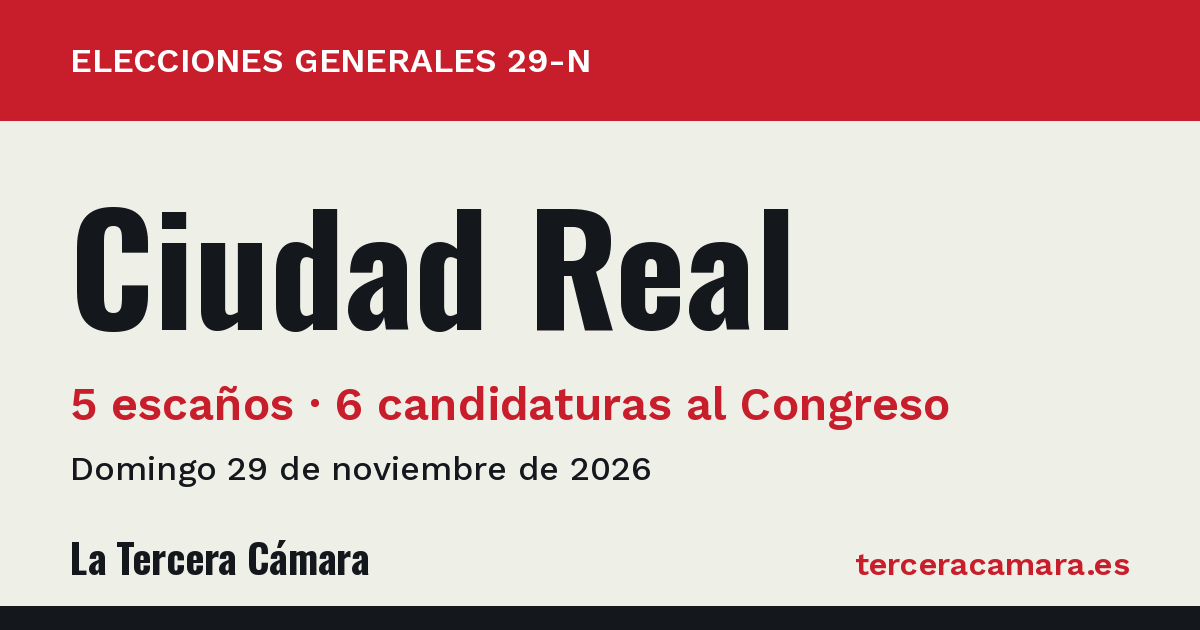 ELECCIONES GENERALES 29-N
Ciudad Real
5 escaños · 6 candidaturas al Congreso
Domingo 29 de noviembre de 2026
La Tercera Cámara
terceracamara.es